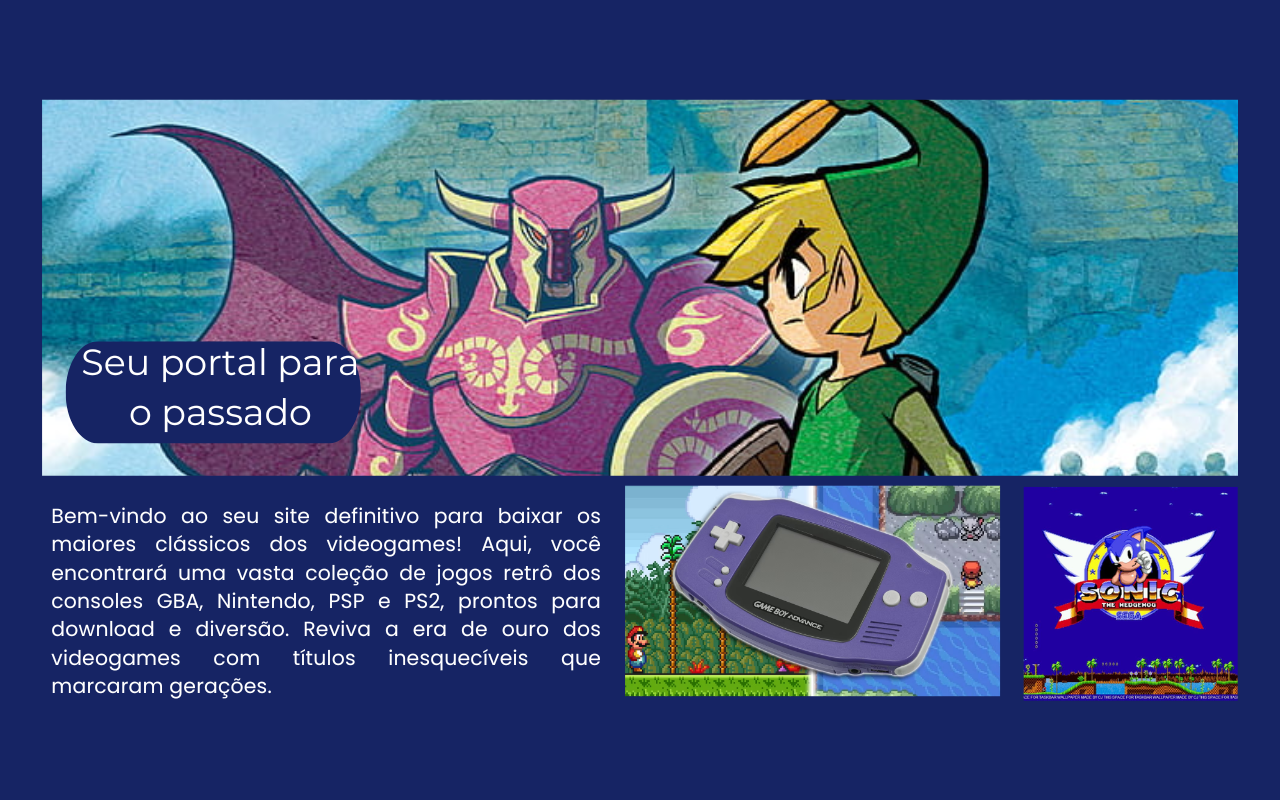 Seu portal para
o passado
Bem-vindo ao seu site definitivo para baixar os
maiores clássicos dos videogames! Aqui, você
encontrará uma vasta coleção de jogos retrô dos
consoles GBA, Nintendo, PSP e PS2, prontos para
download e diversão. Reviva a era de ouro dos
videogames com títulos inesquecíveis que
marcaram gerações.
GAME BOY ADVANCE
SONIC
THE HEDGEHOG
SEGA